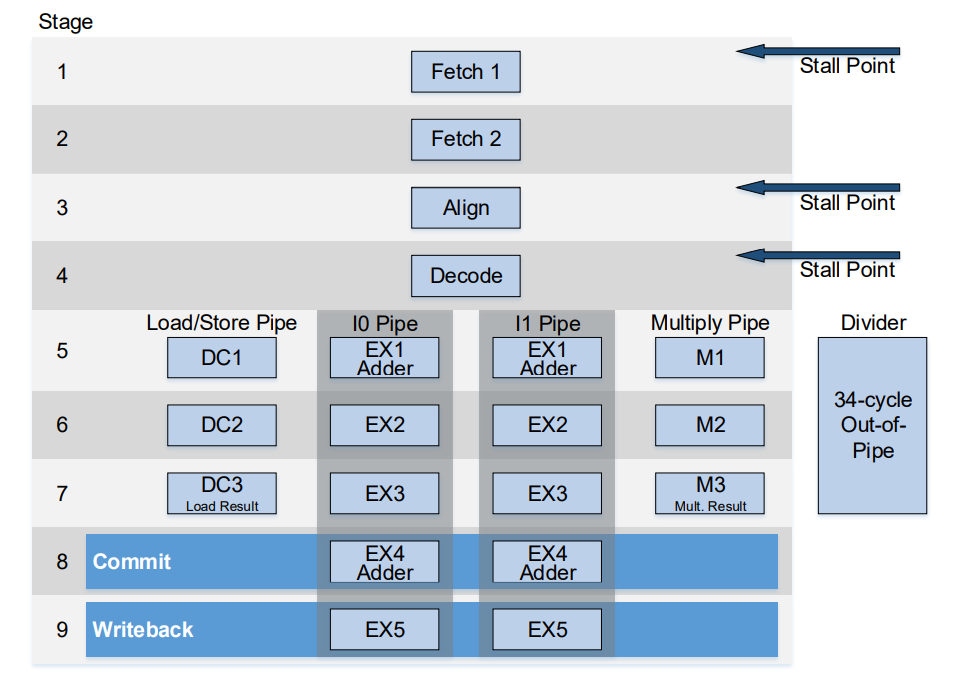 Stage
1
Fetch 1
Stall Point
2
Fetch 2
3
Align
Stall Point
4
Decode
Stall Point
Load/Store Pipe
I0 Pipe
I1 Pipe
Multiply Pipe
Divider
5
DC1
EX1
Adder
EX1
Adder
M1
34-cycle
Out-of-
Pipe
6
DC2
EX2
EX2
M2
7
DC3
Load Result
EX3
EX3
M3
Mult. Result
8
Commit
EX4
Adder
EX4
Adder
9
Writeback
EX5
EX5